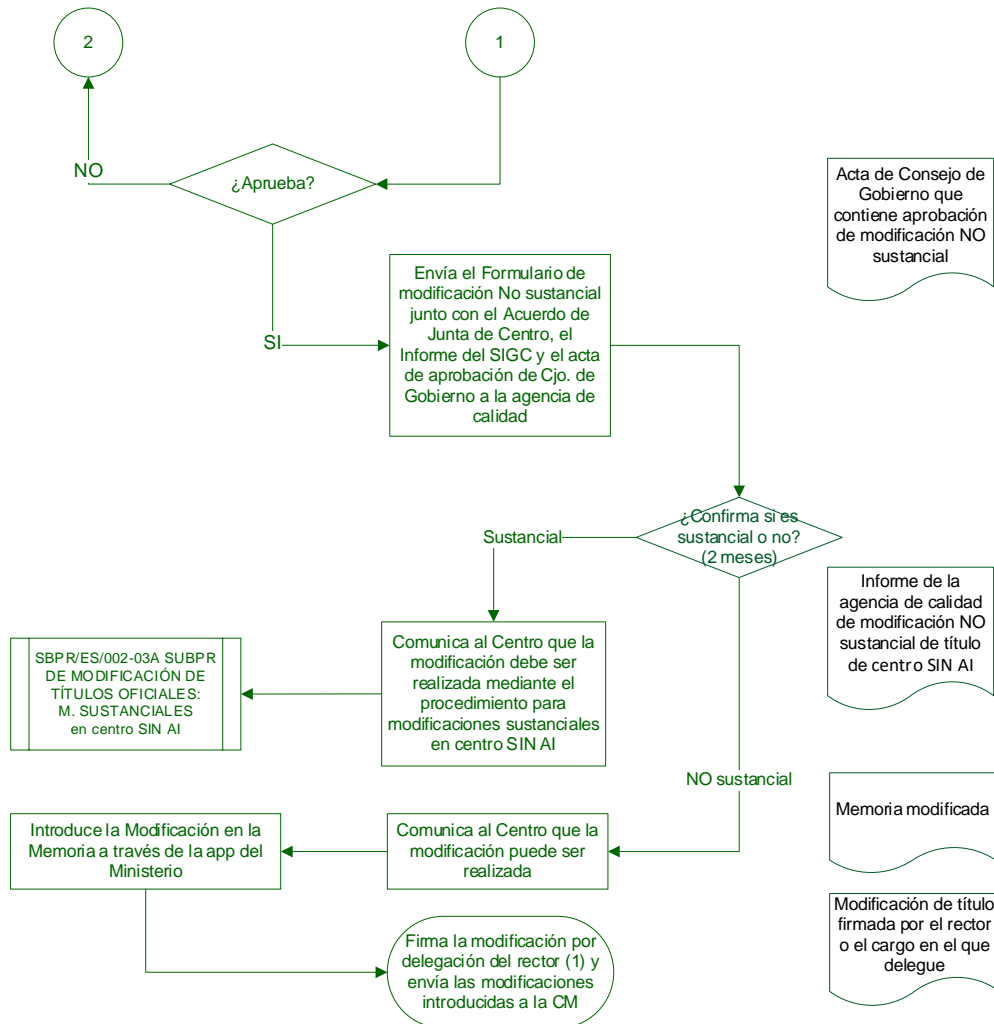 2
1
NO
¿Aprueba?
SI
Acta de Consejo de
Gobierno que
contiene aprobación
de modificación NO
sustancial
Envía el Formulario de
modificación No sustancial
junto con el Acuerdo de
Junta de Centro, el
Informe del SIGC y el acta
de aprobación de Cjo. de
Gobierno a la agencia de
calidad
¿Confirma si es
sustancial o no?
(2 meses)
Sustancial
Informe de la
agencia de calidad
de modificación NO
sustancial de título
de centro SIN AI
Comunica al Centro que la
modificación debe ser
realizada mediante el
procedimiento para
modificaciones sustanciales
en centro SIN AI
SBPR/ES/002-03A SUBPR
DE MODIFICACIÓN DE
TÍTULOS OFICIALES:
M. SUSTANCIALES
en centro SIN AI
NO sustancial
Memoria modificada
Comunica al Centro que la
modificación puede ser
realizada
Introduce la Modificación en la
Memoria a través de la app del
Ministerio
Modificación de título
firmada por el rector
o el cargo en el que
delegue
Firma la modificación por
delegación del rector (1) y
envía las modificaciones
introducidas a la CM